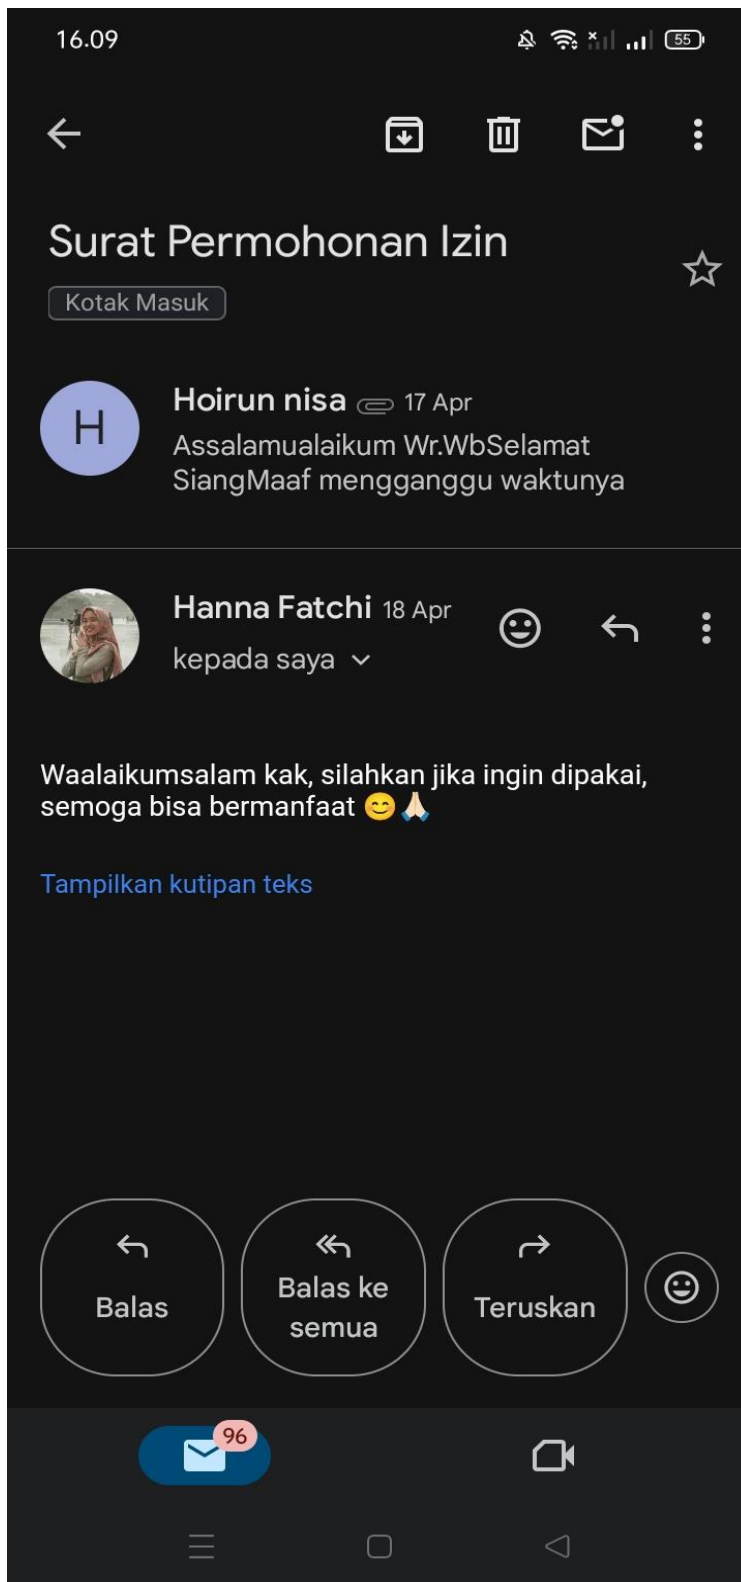 16.09
55
Surat Permohonan Izin
Kotak Masuk
H
Hoirun nisa 17 Apr
Assalamualaikum Wr.WbSelamat
SiangMaaf mengganggu waktunya
Hanna Fatchi 18 Apr
kepada saya
Waalaikumsalam kak, silahkan jika ingin dipakai,
semoga bisa bermanfaat 😊🙏🏻
Tampilkan kutipan teks
Balas
Balas ke
semua
Teruskan
96